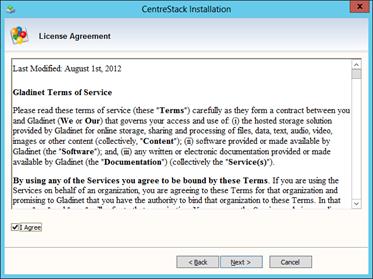 CentreStack Installation
License Agreement
Last Modified: August 1st, 2012
Gladinet Terms of Service
Please read these terms of service (these "Terms") carefully as they form a contract between you
and Gladinet (We or Our) that governs your access and use of: (i) the hosted storage solution
provided by Gladinet for online storage, sharing and processing of files, data, text, audio, video,
images or other content (collectively, "Content"); (ii) software provided or made available by
Gladinet (the "Software"); and, (iii) any written or electronic documentation provided or made
available by Gladinet (the "Documentation") (collectively the "Service(s)").
By using any of the Services you agree to be bound by these Terms. If you are using the
Services on behalf of an organization, you are agreeing to these Terms for that organization and
promising to Gladinet that you have the authority to bind that organization to these Terms. In that
I Agree
< Back Next > Cancel